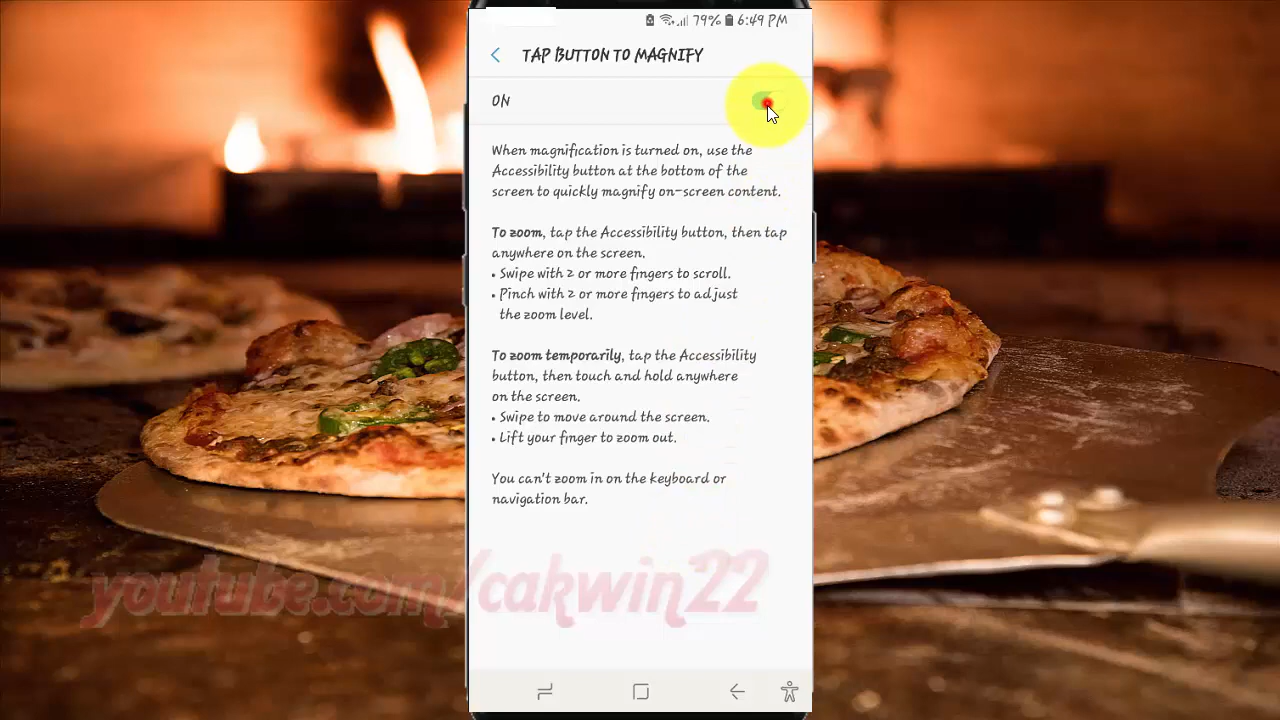 79% 6:49 PM
TAP BUTTON TO MAGNIFY
ON
When magnification is turned on, use the
Accessibility button at the bottom of the
screen to quickly magnify on-screen content.
To zoom, tap the Accessibility button, then tap
anywhere on the screen.
• Swipe with 2 or more fingers to scroll.
• Pinch with 2 or more fingers to adjust
the zoom level.
To zoom temporarily, tap the Accessibility
button, then touch and hold anywhere
on the screen.
• Swipe to move around the screen.
• Lift your finger to zoom out.
You can't zoom in on the keyboard or
navigation bar.
youtube.com/cakwin22